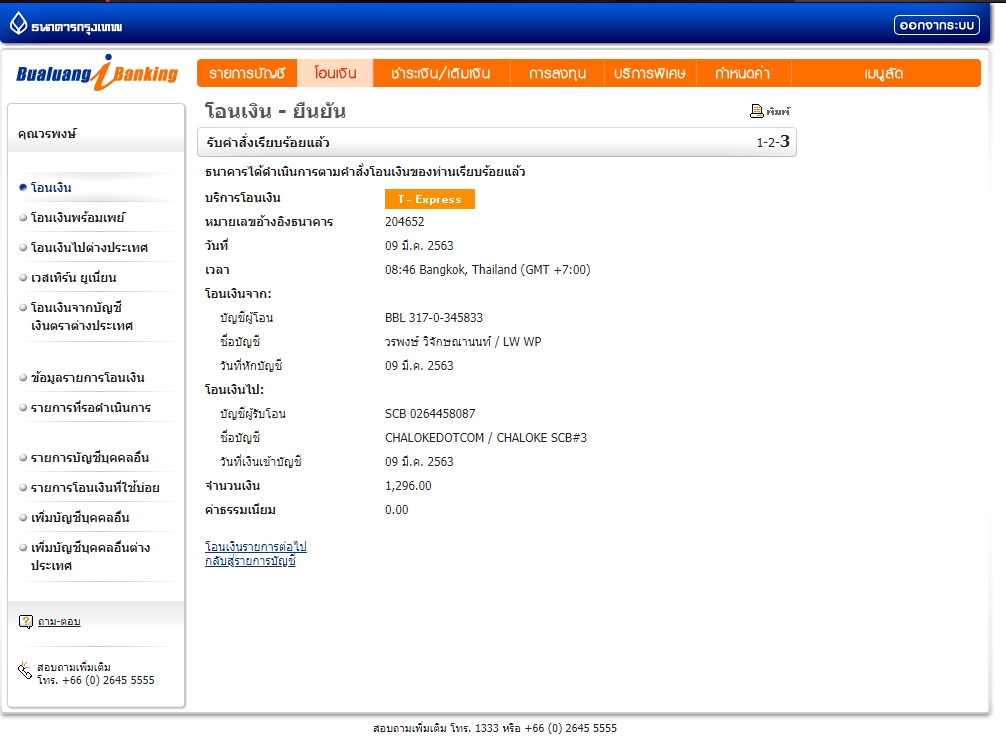 ธนาคารกรุงเทพ
ออกจากระบบ
Bualuang iBanking
รายการบัญชี โอนเงิน ชำระเงิน/เติมเงิน การลงทุน บริการพิเศษ กำหนดค่า เมนูลัด
คุณวรพงษ์
โอนเงิน
โอนเงินพร้อมเพย์
โอนเงินไปต่างประเทศ
เวสเทิร์น ยูเนี่ยน
โอนเงินจากบัญชี
เงินตราต่างประเทศ
ข้อมูลรายการโอนเงิน
รายการที่รอดำเนินการ
รายการบัญชีบุคคลอื่น
รายการโอนเงินที่ใช้บ่อย
เพิ่มบัญชีบุคคลอื่น
เพิ่มบัญชีบุคคลอื่นต่าง
ประเทศ
ถาม-ตอบ
สอบถามเพิ่มเติม
โทร. +66 (0) 2645 5555
โอนเงิน - ยืนยัน
พิมพ์
รับคำสั่งเรียบร้อยแล้ว 1-2-3
ธนาคารได้ดำเนินการตามคำสั่งโอนเงินของท่านเรียบร้อยแล้ว
บริการโอนเงิน T - Express
หมายเลขอ้างอิงธนาคาร 204652
วันที่ 09 มี.ค. 2563
เวลา 08:46 Bangkok, Thailand (GMT +7:00)
โอนเงินจาก:
บัญชีผู้โอน BBL 317-0-345833
ชื่อบัญชี วรพงษ์ วิจักษณานนท์ / LW WP
วันที่หักบัญชี 09 มี.ค. 2563
โอนเงินไป:
บัญชีผู้รับโอน SCB 0264458087
ชื่อบัญชี CHALOKEDOTCOM / CHALOKE SCB#3
วันที่เงินเข้าบัญชี 09 มี.ค. 2563
จำนวนเงิน 1,296.00
ค่าธรรมเนียม 0.00
โอนเงินรายการต่อไป
กลับสู่รายการบัญชี
สอบถามเพิ่มเติม โทร. 1333 หรือ +66 (0) 2645 5555